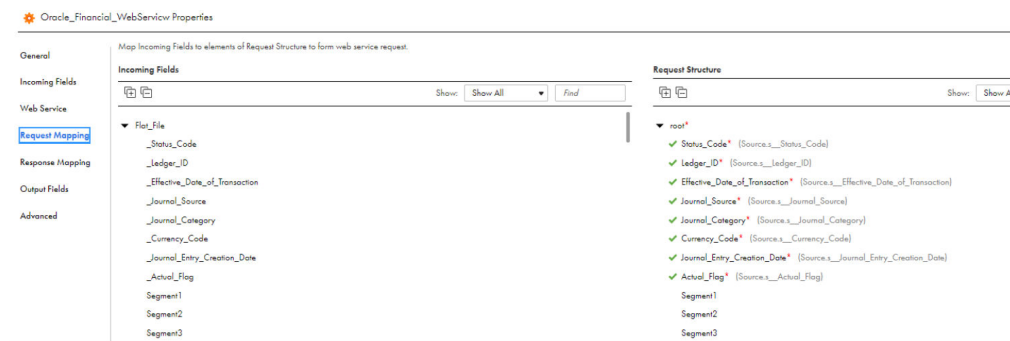 Oracle_Financial_WebServicw Properties
General
Incoming Fields
Web Service
Request Mapping
Response Mapping
Output Fields
Advanced
Map Incoming Fields to elements of Request Structure to form web service request.
Incoming Fields
Show: Show All Find
Flat_File
_Status_Code
_Ledger_ID
_Effective_Date_of_Transaction
_Journal_Source
_Journal_Category
_Currency_Code
_Journal_Entry_Creation_Date
_Actual_Flag
Segment1
Segment2
Segment3
Request Structure
Show: Show A
root*
Status_Code* (Source.s__Status_Code)
Ledger_ID* (Source.s__Ledger_ID)
Effective_Date_of_Transaction* (Source.s__Effective_Date_of_Transaction)
Journal_Source* (Source.s__Journal_Source)
Journal_Category* (Source.s__Journal_Category)
Currency_Code* (Source.s__Currency_Code)
Journal_Entry_Creation_Date* (Source.s__Journal_Entry_Creation_Date)
Actual_Flag* (Source.s__Actual_Flag)
Segment1
Segment2
Segment3